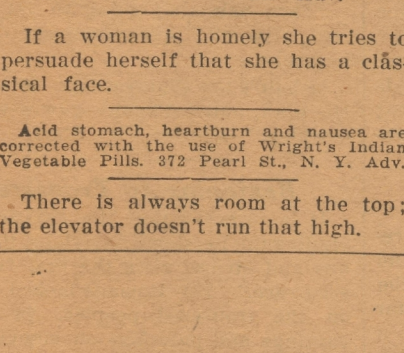 If a woman is homely she tries to
persuade herself that she has a clas-
sical face.
Acid stomach, heartburn and nausea are
corrected with the use of Wright's Indian
Vegetable Pills. 372 Pearl St., N. Y. Adv.
There is always room at the top;
the elevator doesn't run that high.